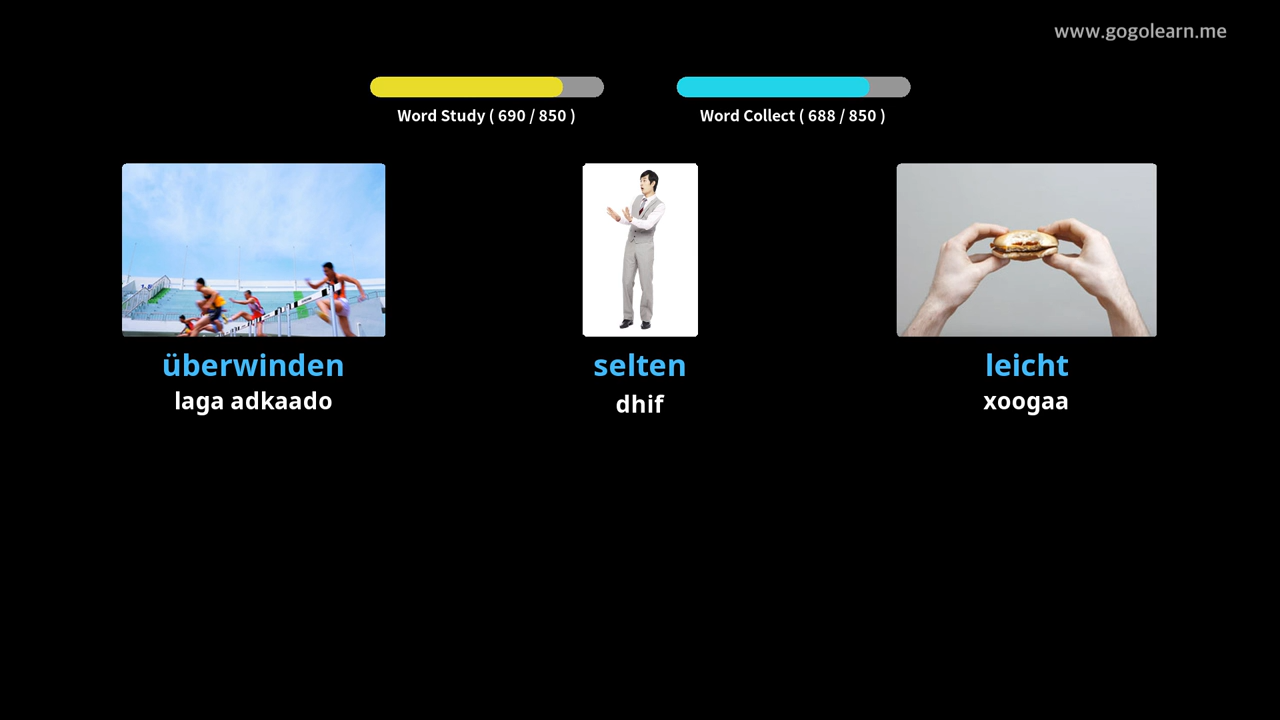 www.gogolearn.me
Word Study ( 690 / 850 )
Word Collect ( 688 / 850 )
überwinden
laga adkaado
selten
dhif
leicht
xoogaa